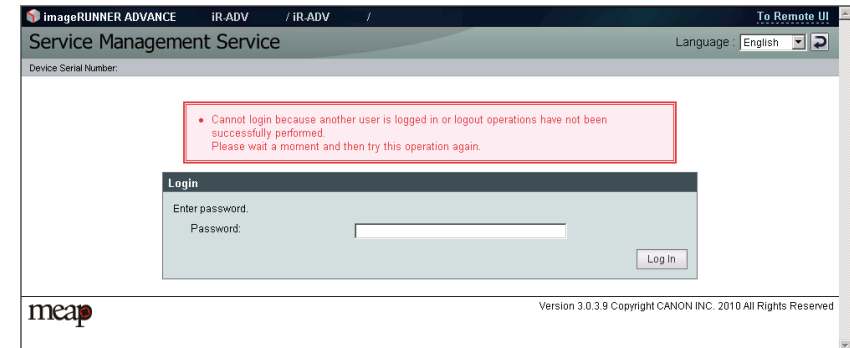 imageRUNNER ADVANCE iR-ADV / iR-ADV / To Remote UI
Service Management Service Language : English
Device Serial Number:
• Cannot login because another user is logged in or logout operations have not been
successfully performed.
Please wait a moment and then try this operation again.
Login
Enter password.
Password:
Log In
meap Version 3.0.3.9 Copyright CANON INC. 2010 All Rights Reserved